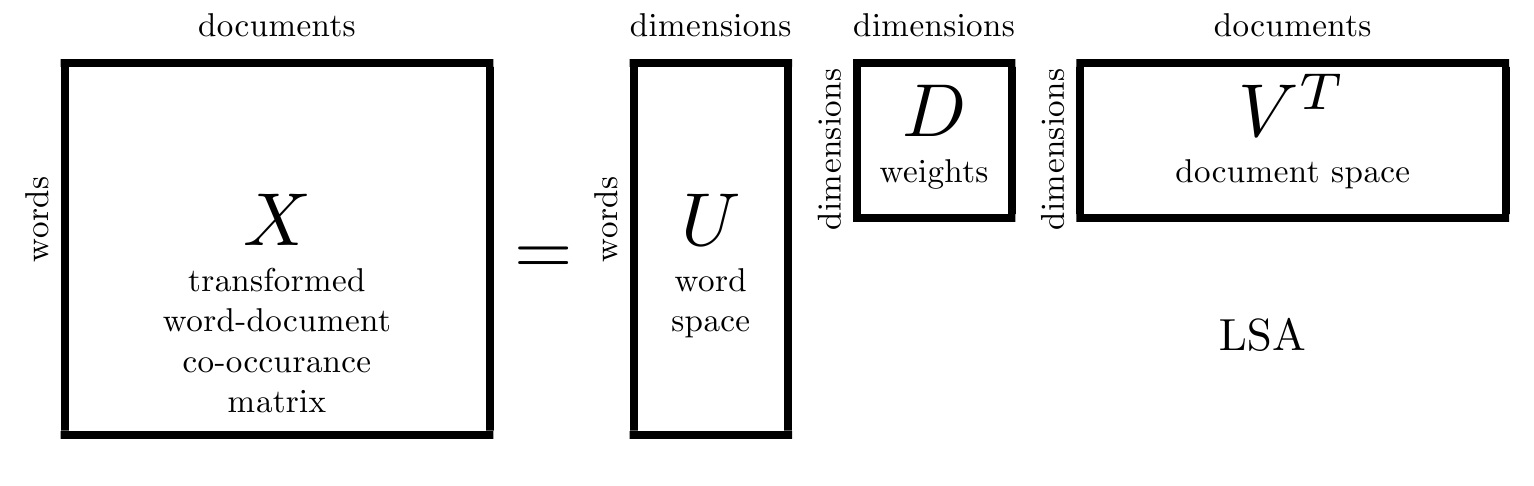 documents
dimensions
dimensions
documents
words
X
transformed
word-document
co-occurance
matrix
=
words
U
word
space
dimensions
D
weights
dimensions
V^T
document space
LSA